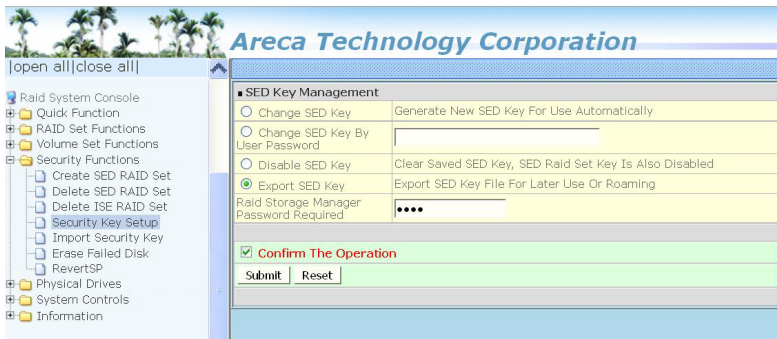 Areca Technology Corporation
|open all|close all|
Raid System Console
Quick Function
RAID Set Functions
Volume Set Functions
Security Functions
Create SED RAID Set
Delete SED RAID Set
Delete ISE RAID Set
Security Key Setup
Import Security Key
Erase Failed Disk
RevertSP
Physical Drives
System Controls
Information
SED Key Management
Change SED Key Generate New SED Key For Use Automatically
Change SED Key By
User Password
Disable SED Key Clear Saved SED Key, SED Raid Set Key Is Also Disabled
Export SED Key Export SED Key File For Later Use Or Roaming
Raid Storage Manager
Password Required ••••
Confirm The Operation
Submit Reset